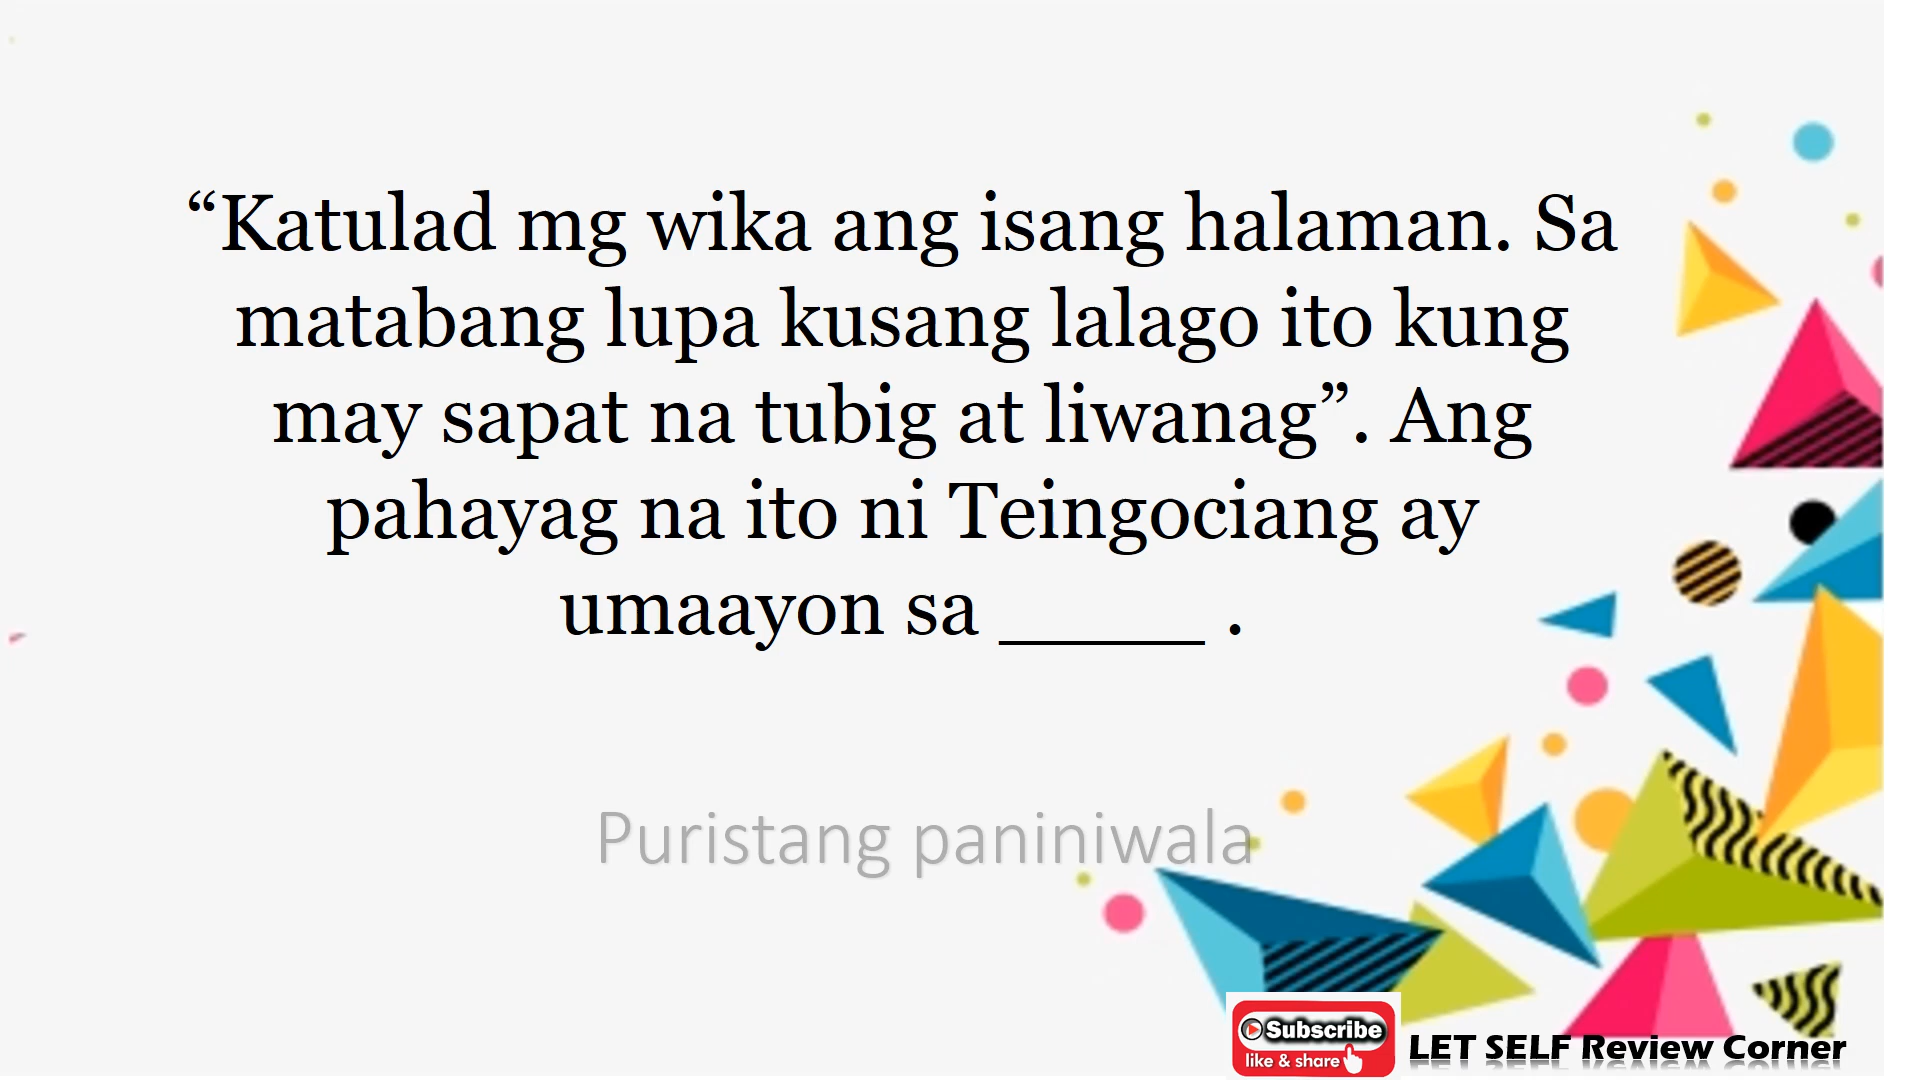 “Katulad mg wika ang isang halaman. Sa
matabang lupa kusang lalago ito kung
may sapat na tubig at liwanag”. Ang
pahayag na ito ni Teingociang ay
umaayon sa _____ .
Puristang paniniwala
Subscribe
like & share
LET SELF Review Corner